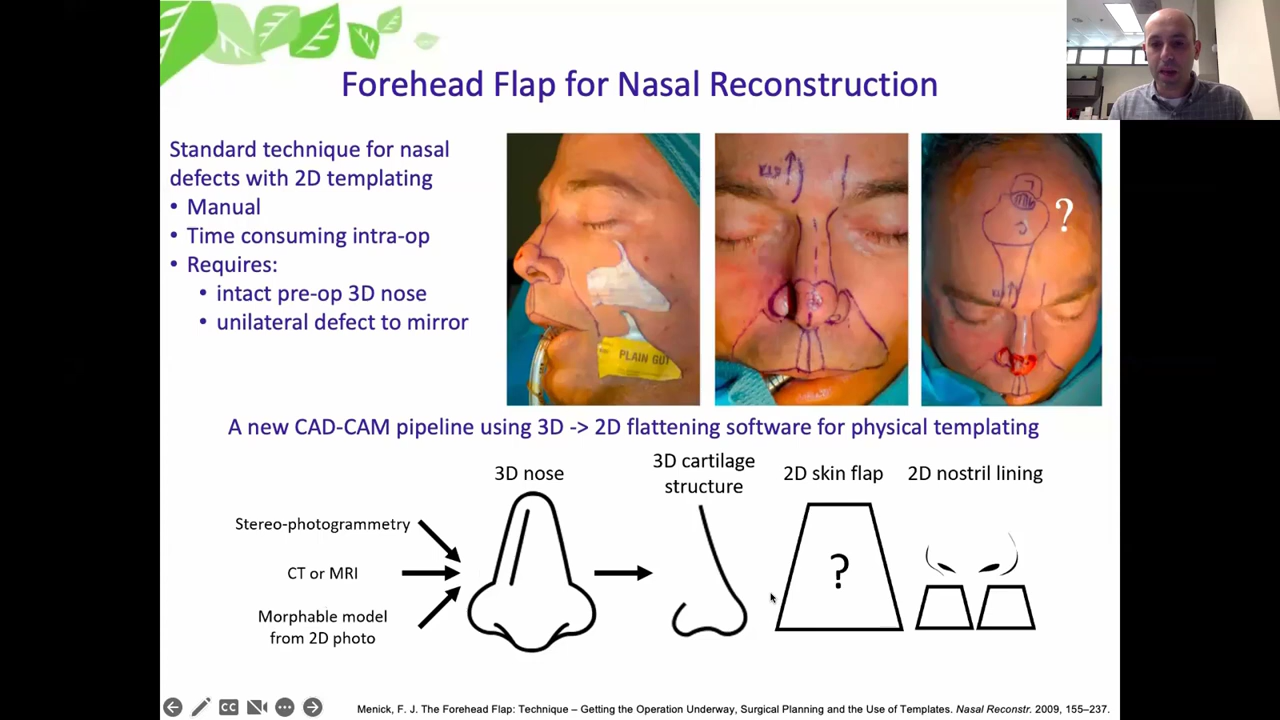 Forehead Flap for Nasal Reconstruction
Standard technique for nasal
defects with 2D templating
• Manual
• Time consuming intra-op
• Requires:
• intact pre-op 3D nose
• unilateral defect to mirror
PLAIN GUT
?
A new CAD-CAM pipeline using 3D -> 2D flattening software for physical templating
3D nose
3D cartilage
structure
2D skin flap
2D nostril lining
Stereo-photogrammetry
CT or MRI
Morphable model
from 2D photo
?
CC
Menick, F. J. The Forehead Flap: Technique – Getting the Operation Underway, Surgical Planning and the Use of Templates. Nasal Reconstr. 2009, 155–237.